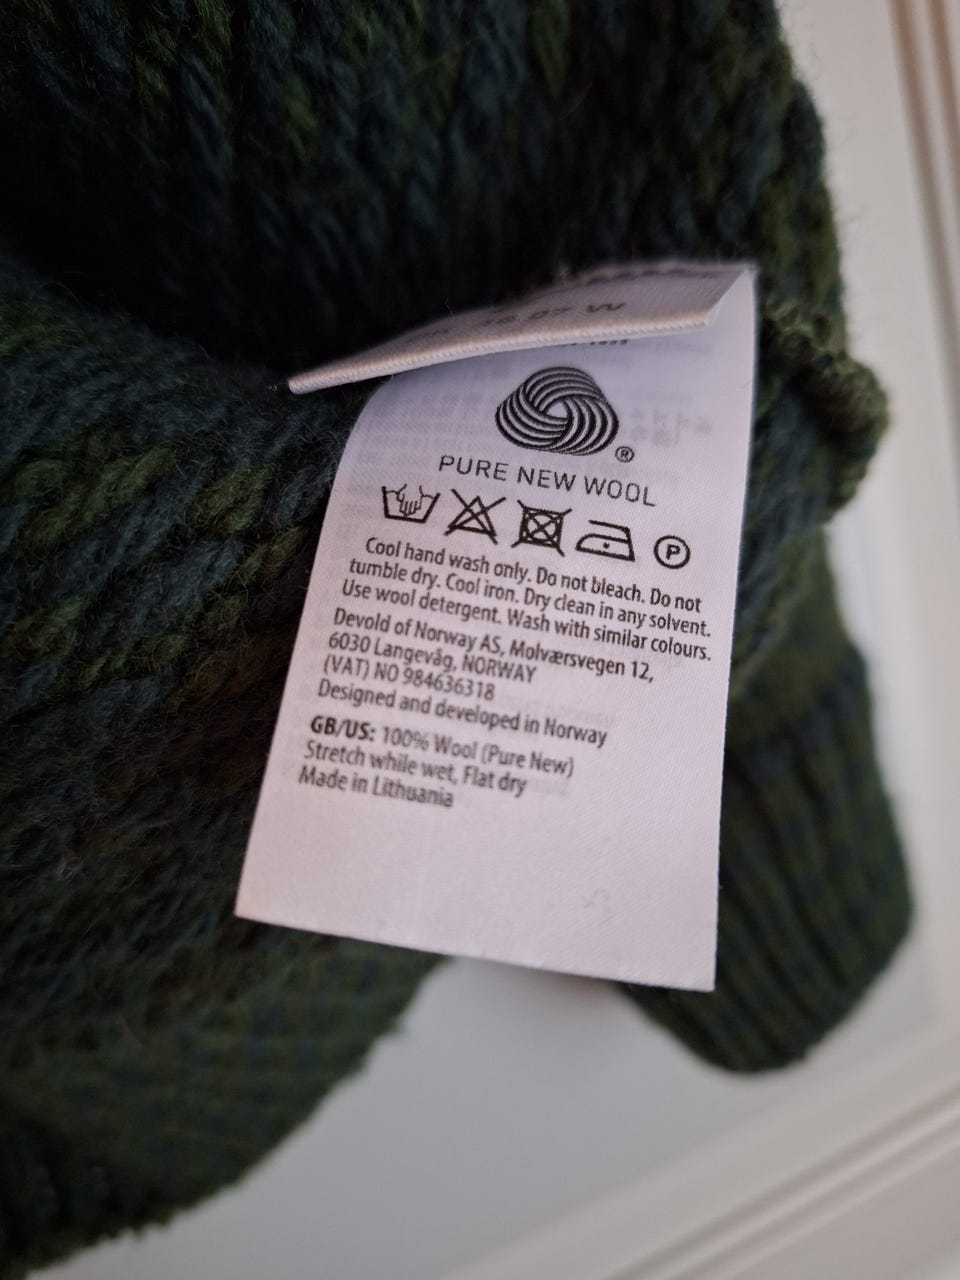 W
®
PURE NEW WOOL
P
Cool hand wash only. Do not bleach. Do not
tumble dry. Cool iron. Dry clean in any solvent.
Use wool detergent. Wash with similar colours.
Devold of Norway AS, Molværsvegen 12,
6030 Langevåg, NORWAY
(VAT) NO 984636318
Designed and developed in Norway
GB/US: 100% Wool (Pure New)
Stretch while wet, Flat dry
Made in Lithuania